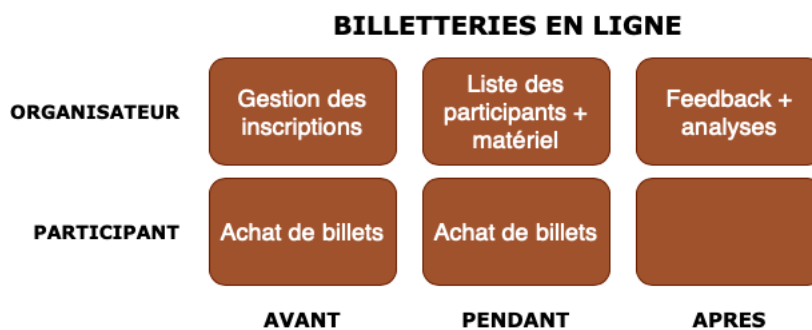 BILLETTERIES EN LIGNE
ORGANISATEUR
Gestion des
inscriptions
Liste des
participants +
matériel
Feedback +
analyses
PARTICIPANT
Achat de billets
Achat de billets
AVANT
PENDANT
APRES